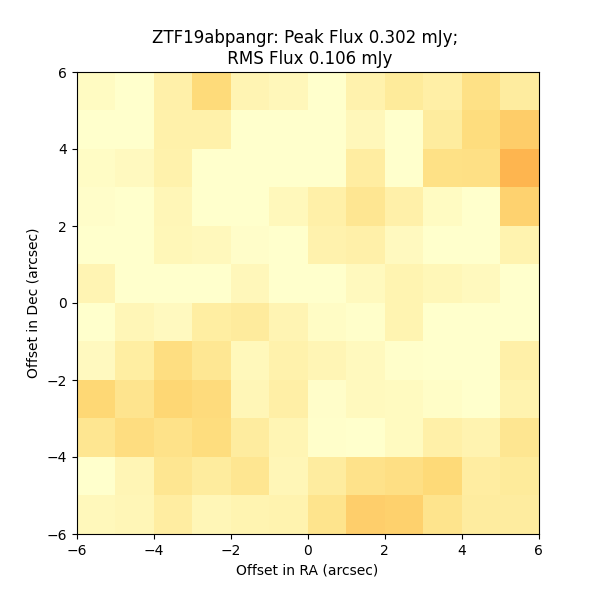 ZTF19abpangr: Peak Flux 0.302 mJy;
RMS Flux 0.106 mJy
6
4
2
0
−2
−4
−6
Offset in Dec (arcsec)
−6 −4 −2 0 2 4 6
Offset in RA (arcsec)